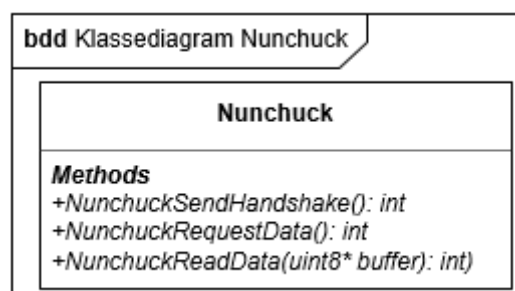 bdd Klassediagram Nunchuck
Nunchuck
Methods
+NunchuckSendHandshake(): int
+NunchuckRequestData(): int
+NunchuckReadData(uint8* buffer): int)